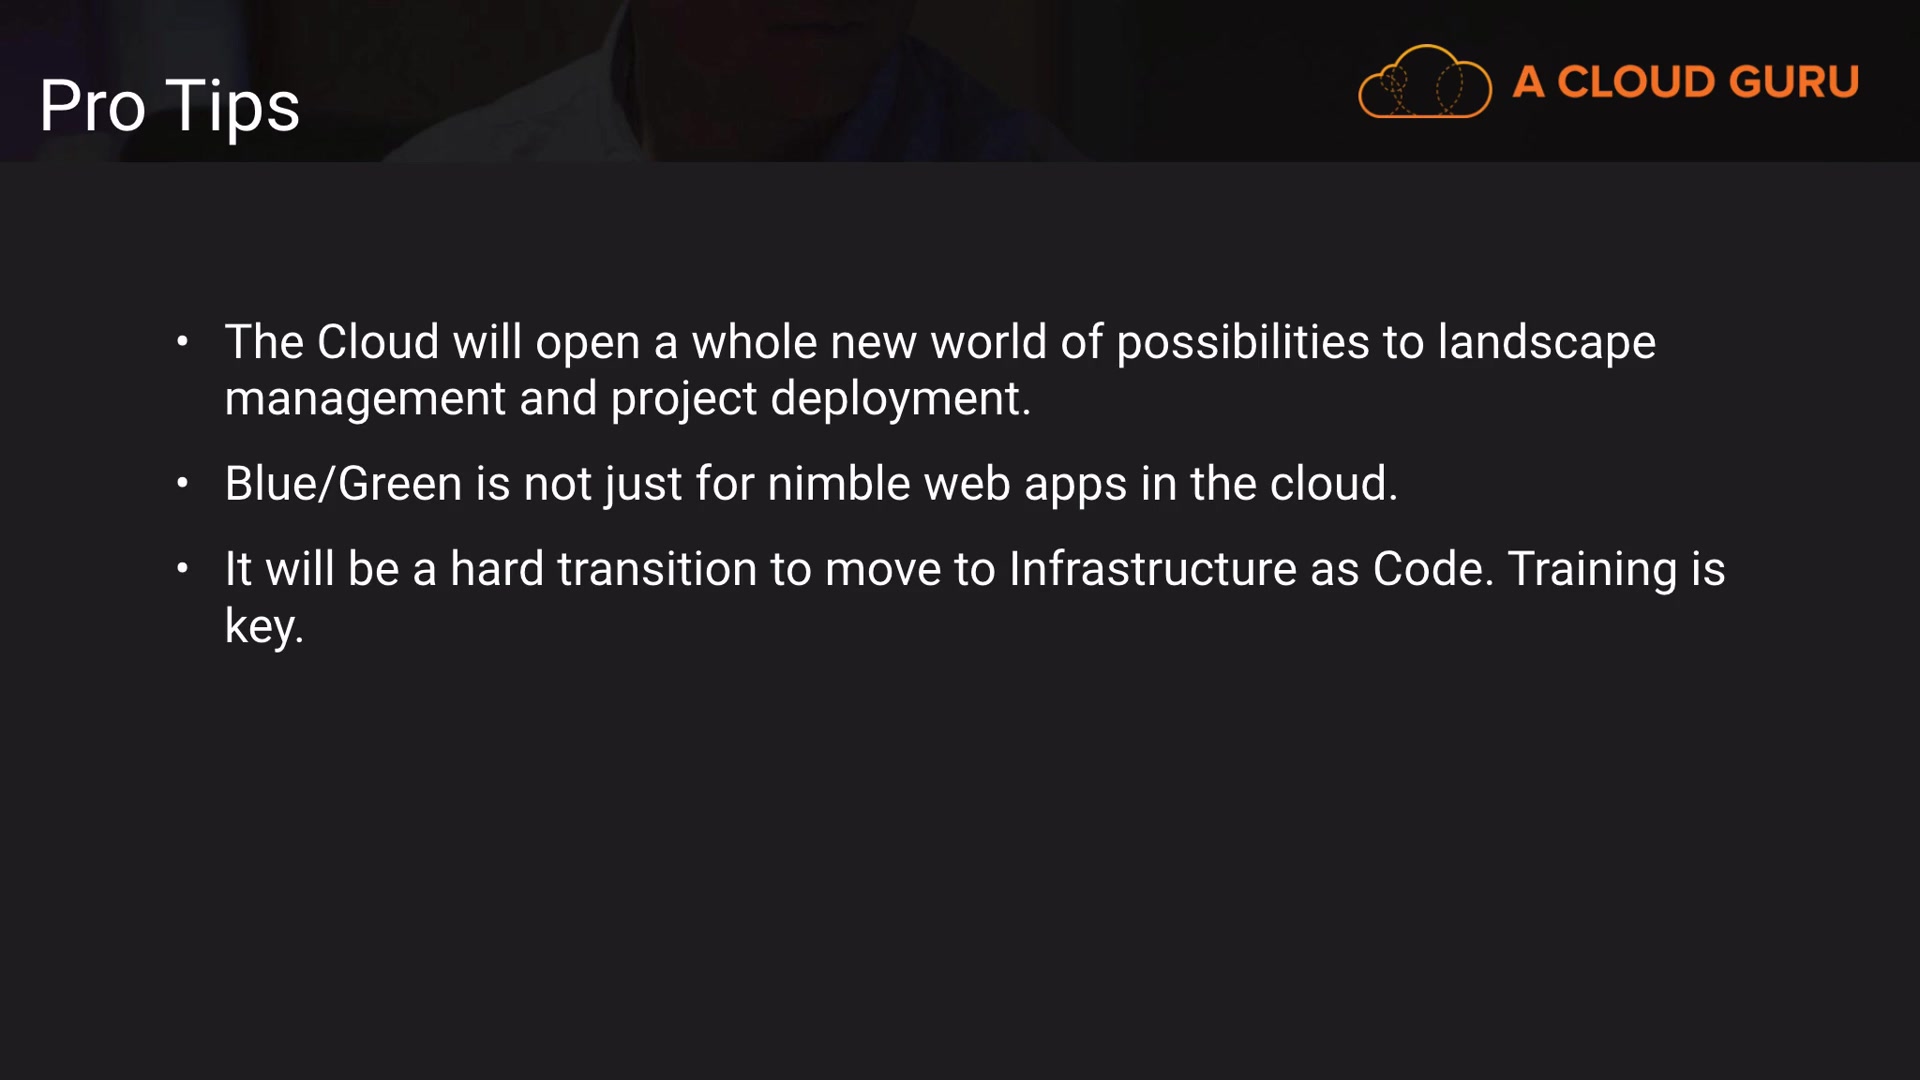 Pro Tips
A CLOUD GURU
• The Cloud will open a whole new world of possibilities to landscape
management and project deployment.
• Blue/Green is not just for nimble web apps in the cloud.
• It will be a hard transition to move to Infrastructure as Code. Training is
key.